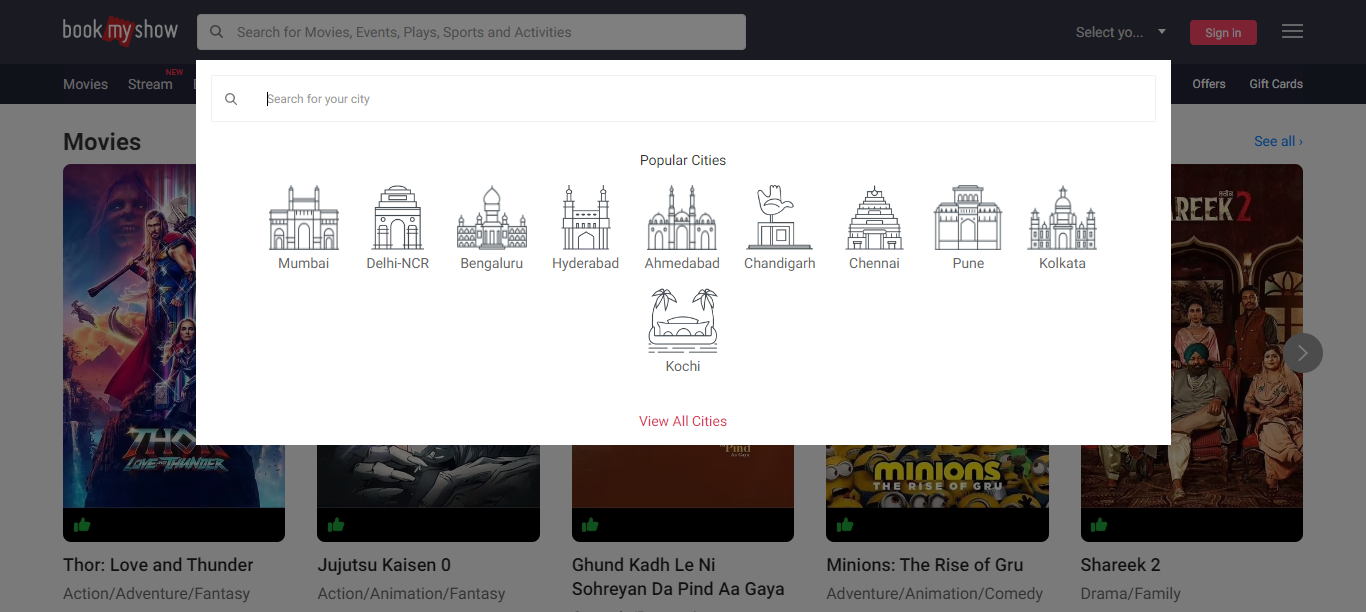 book my show
Search for Movies, Events, Plays, Sports and Activities
Select yo...
Sign in
Movies
Stream
NEW
Offers
Gift Cards
Search for your city
Popular Cities
Mumbai
Delhi-NCR
Bengaluru
Hyderabad
Ahmedabad
Chandigarh
Chennai
Pune
Kolkata
Kochi
View All Cities
Movies
See all ›
THOR
LOVE AND THUNDER
Pind
Aa Gaya
MINIONS
THE RISE OF GRU
REEK 2
Thor: Love and Thunder
Action/Adventure/Fantasy
Jujutsu Kaisen 0
Action/Animation/Fantasy
Ghund Kadh Le Ni
Sohreyan Da Pind Aa Gaya
Minions: The Rise of Gru
Adventure/Animation/Comedy
Shareek 2
Drama/Family